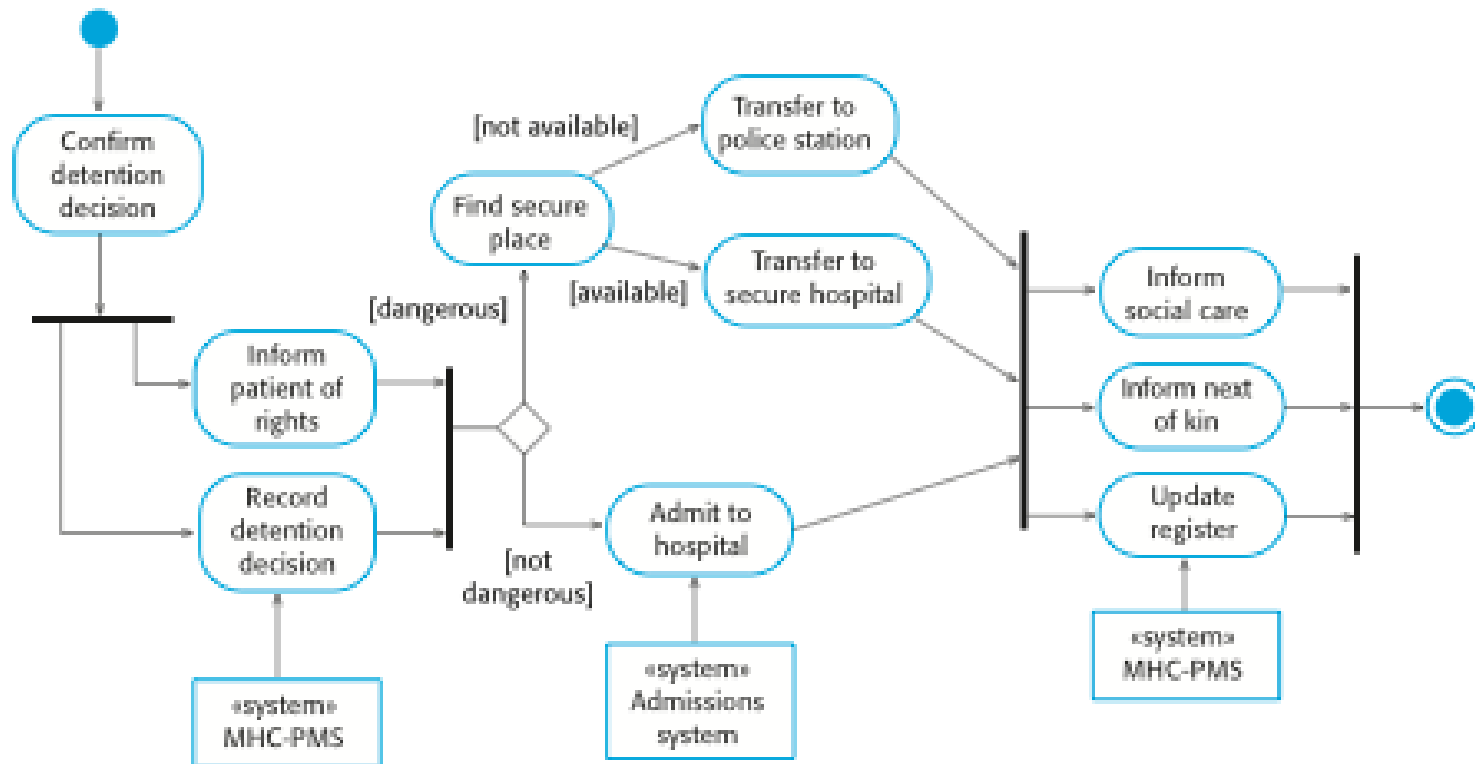 Confirm
detention
decision
Inform
patient of
rights
Record
detention
decision
«system»
MHC-PMS
[dangerous]
[not
dangerous]
Find secure
place
[not available]
[available]
Transfer to
police station
Transfer to
secure hospital
Admit to
hospital
«system»
Admissions
system
Inform
social care
Inform next
of kin
Update
register
«system»
MHC-PMS